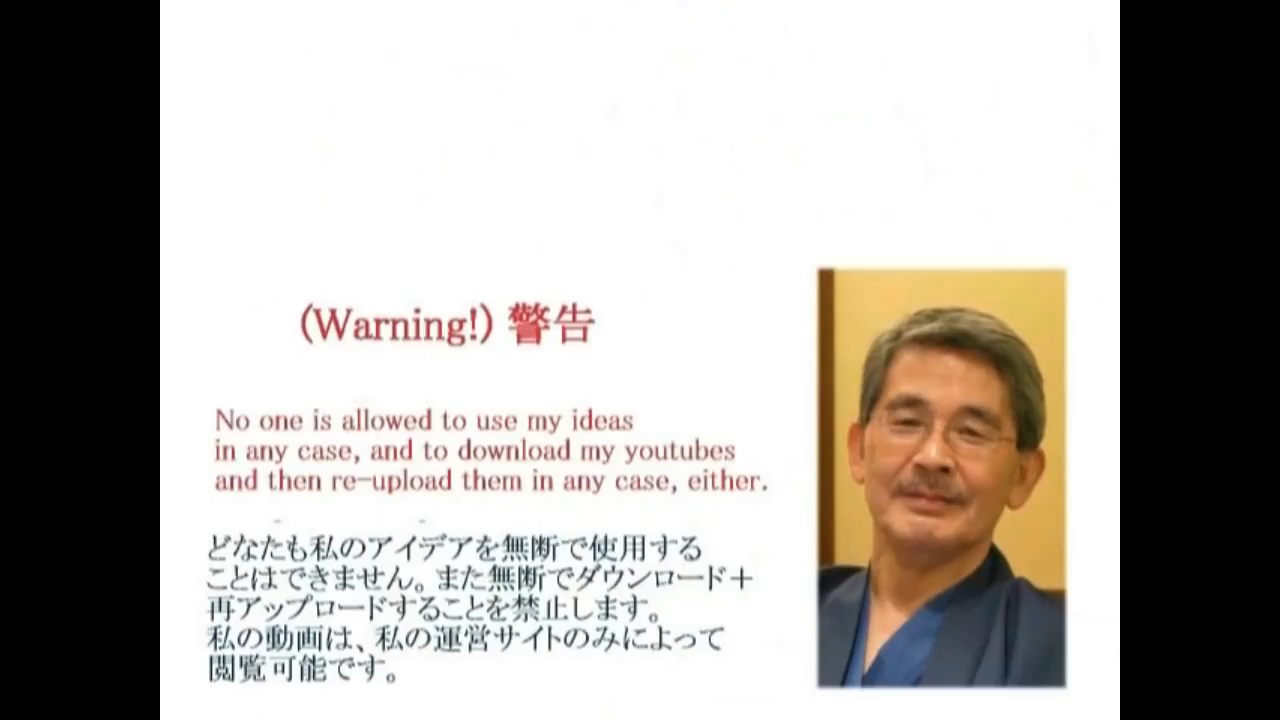 (Warning!) 警告
No one is allowed to use my ideas
in any case, and to download my youtubes
and then re-upload them in any case, either.
どなたも私のアイデアを無断で使用する
ことはできません。また無断でダウンロード＋
再アップロードすることを禁止します。
私の動画は、私の運営サイトのみによって
閲覧可能です。